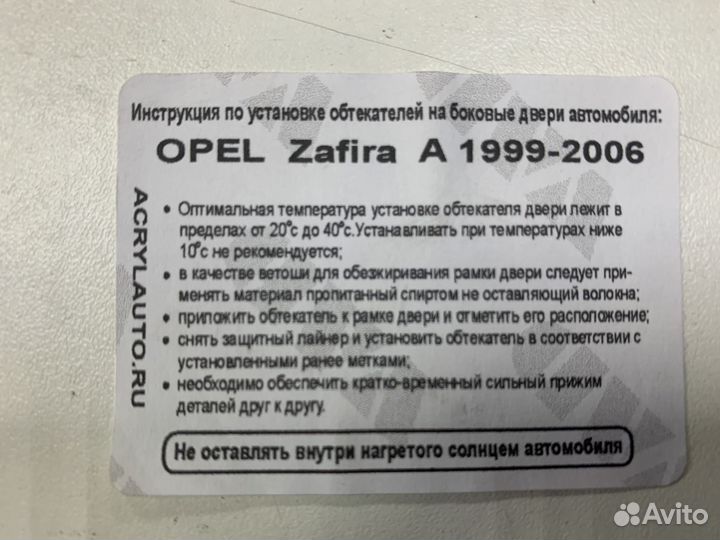 Инструкция по установке обтекателей на боковые двери автомобиля:
OPEL Zafira A 1999-2006
ACRYLAUTO.RU
• Оптимальная температура установке обтекателя двери лежит в
пределах от 20°с до 40°с.Устанавливать при температурах ниже
10°с не рекомендуется;
• в качестве ветоши для обезжиривания рамки двери следует при-
менять материал пропитанный спиртом не оставляющий волокна;
• приложить обтекатель к рамке двери и отметить его расположение;
• снять защитный лайнер и установить обтекатель в соответствии с
установленными ранее метками;
• необходимо обеспечить кратко-временный сильный прижим
деталей друг к другу.
Не оставлять внутри нагретого солнцем автомобиля
Avito